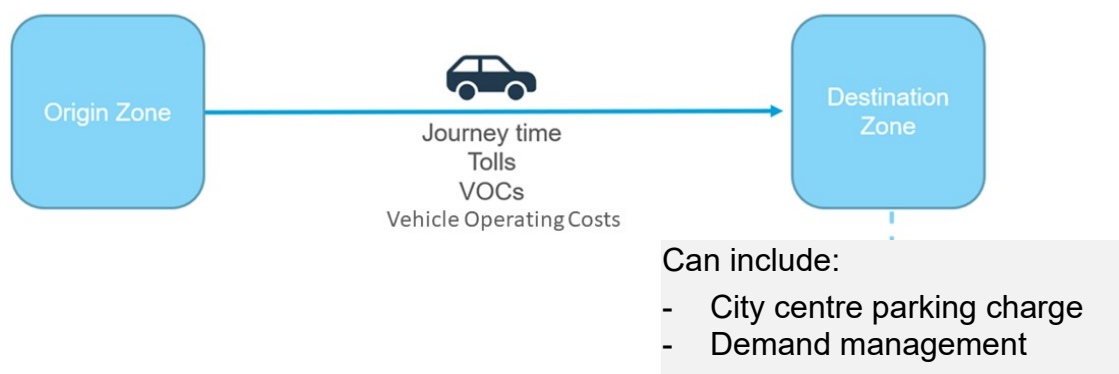 Origin Zone
Journey time
Tolls
VOCs
Vehicle Operating Costs
Destination
Zone
Can include:
- City centre parking charge
- Demand management